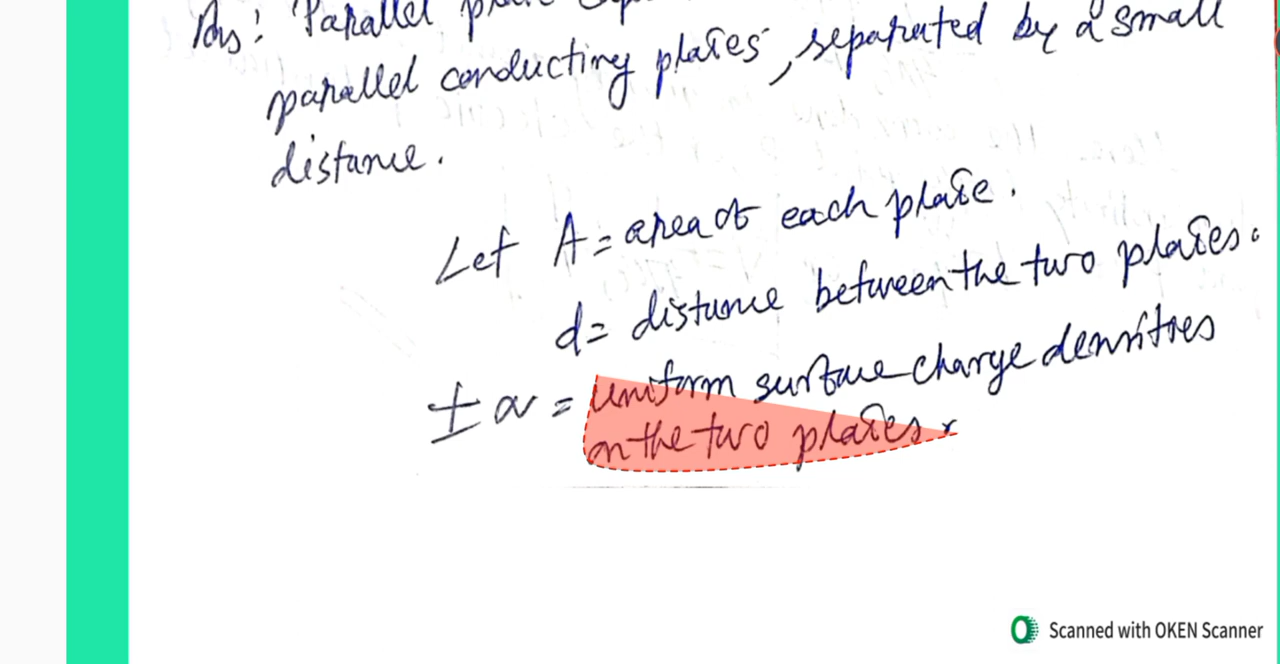 Ans: Parallel plate
parallel conducting plates, separated by a small
distance.
Let A = area of each plate.
d = distance between the two plates.
± σ = uniform surface charge densities
on the two plates.
Scanned with OKEN Scanner